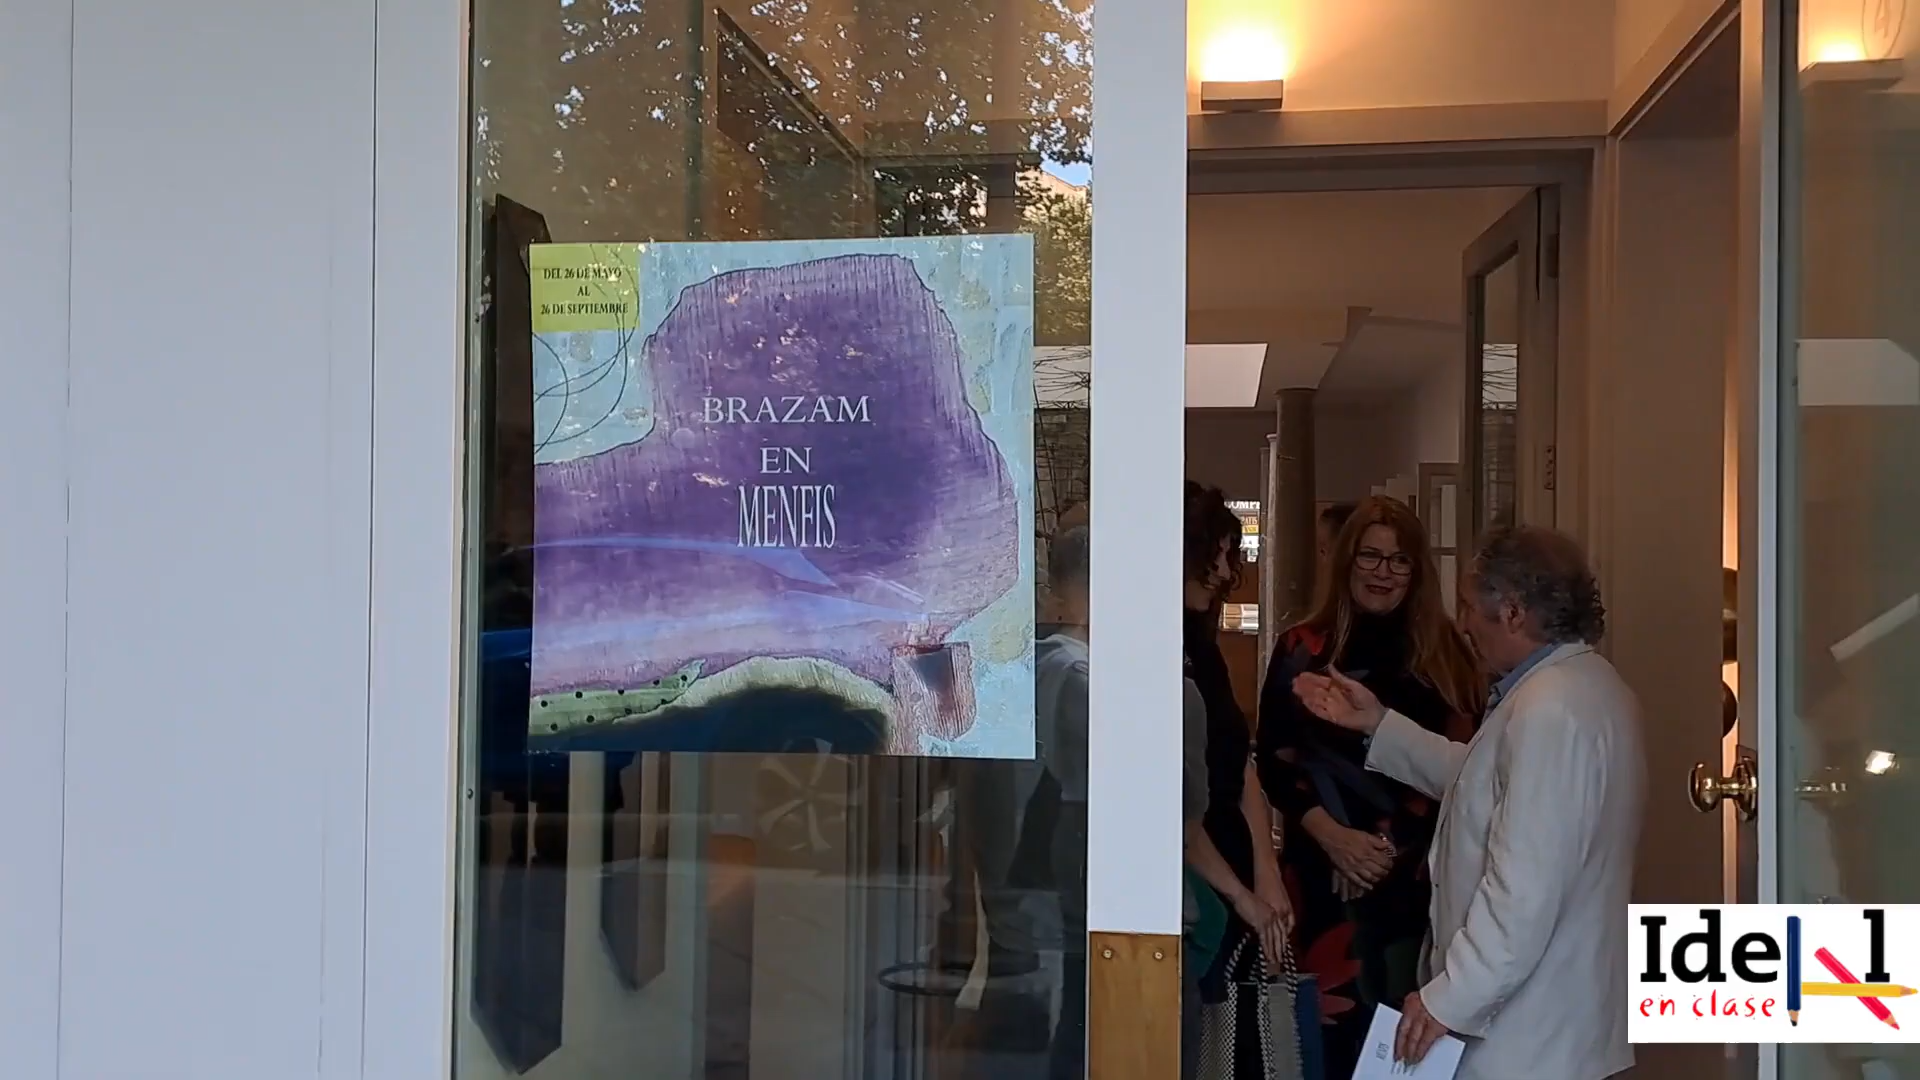 DEL 26 DE MAYO
AL
26 DE SEPTIEMBRE
BRAZAM
EN
MENFIS
Ideal
en clase